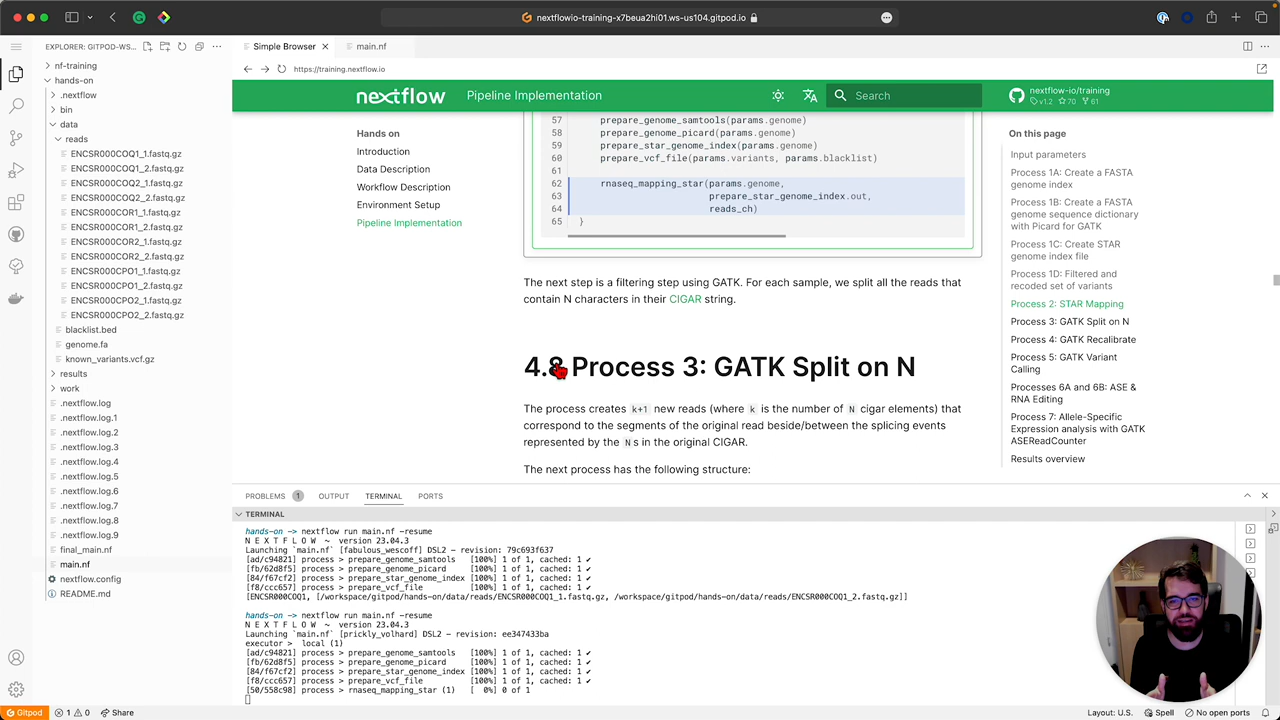 nextflowio-training-x7beua2hi01.ws-us104.gitpod.io
EXPLORER: GITPOD-WS...
nf-training
hands-on
.nextflow
bin
data
reads
ENCSR000COQ1_1.fastq.gz
ENCSR000COQ1_2.fastq.gz
ENCSR000COQ2_1.fastq.gz
ENCSR000COQ2_2.fastq.gz
ENCSR000COR1_1.fastq.gz
ENCSR000COR1_2.fastq.gz
ENCSR000COR2_1.fastq.gz
ENCSR000COR2_2.fastq.gz
ENCSR000CPO1_1.fastq.gz
ENCSR000CPO1_2.fastq.gz
ENCSR000CPO2_1.fastq.gz
ENCSR000CPO2_2.fastq.gz
blacklist.bed
genome.fa
known_variants.vcf.gz
results
work
.nextflow.log
.nextflow.log.1
.nextflow.log.2
.nextflow.log.3
.nextflow.log.4
.nextflow.log.5
.nextflow.log.6
.nextflow.log.7
.nextflow.log.8
.nextflow.log.9
final_main.nf
main.nf
nextflow.config
README.md
Simple Browser
main.nf
https://training.nextflow.io
nextflow
Pipeline Implementation
Search
nextflow-io/training
v1.2 70 61
Hands on
Introduction
Data Description
Workflow Description
Environment Setup
Pipeline Implementation
57 prepare_genome_samtools(params.genome)
58 prepare_genome_picard(params.genome)
59 prepare_star_genome_index(params.genome)
60 prepare_vcf_file(params.variants, params.blacklist)
61
62 rnaseq_mapping_star(params.genome,
63 prepare_star_genome_index.out,
64 reads_ch)
65 }
The next step is a filtering step using GATK. For each sample, we split all the reads that
contain N characters in their CIGAR string.
4.8 Process 3: GATK Split on N
The process creates k+1 new reads (where k is the number of N cigar elements) that
correspond to the segments of the original read beside/between the splicing events
represented by the N s in the original CIGAR.
The next process has the following structure:
On this page
Input parameters
Process 1A: Create a FASTA
genome index
Process 1B: Create a FASTA
genome sequence dictionary
with Picard for GATK
Process 1C: Create STAR
genome index file
Process 1D: Filtered and
recoded set of variants
Process 2: STAR Mapping
Process 3: GATK Split on N
Process 4: GATK Recalibrate
Process 5: GATK Variant
Calling
Processes 6A and 6B: ASE &
RNA Editing
Process 7: Allele-Specific
Expression analysis with GATK
ASEReadCounter
Results overview
PROBLEMS 1 OUTPUT TERMINAL PORTS
TERMINAL
hands-on -> nextflow run main.nf -resume
N E X T F L O W ~ version 23.04.3
Launching `main.nf` [fabulous_wescoff] DSL2 - revision: 79c693f637
[ad/c94821] process > prepare_genome_samtools [100%] 1 of 1, cached: 1 ✔
[fb/62d8f5] process > prepare_genome_picard [100%] 1 of 1, cached: 1 ✔
[84/f67cf2] process > prepare_star_genome_index [100%] 1 of 1, cached: 1 ✔
[f8/ccc657] process > prepare_vcf_file [100%] 1 of 1, cached: 1 ✔
[ENCSR000COQ1, [/workspace/gitpod/hands-on/data/reads/ENCSR000COQ1_1.fastq.gz, /workspace/gitpod/hands-on/data/reads/ENCSR000COQ1_2.fastq.gz]]
hands-on -> nextflow run main.nf -resume
N E X T F L O W ~ version 23.04.3
Launching `main.nf` [prickly_volhard] DSL2 - revision: ee347433ba
executor > local (1)
[ad/c94821] process > prepare_genome_samtools [100%] 1 of 1, cached: 1 ✔
[fb/62d8f5] process > prepare_genome_picard [100%] 1 of 1, cached: 1 ✔
[84/f67cf2] process > prepare_star_genome_index [100%] 1 of 1, cached: 1 ✔
[f8/ccc657] process > prepare_vcf_file [100%] 1 of 1, cached: 1 ✔
[50/558c98] process > rnaseq_mapping_star (1) [ 0%] 0 of 1
Gitpod 1 0 Share
Layout: U.S. Spell No open ports